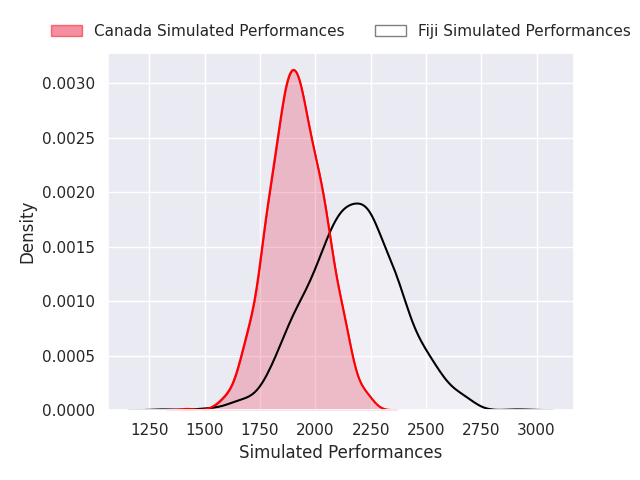 Canada Simulated Performances Fiji Simulated Performances
0.0030
0.0025
0.0020
0.0015
0.0010
0.0005
0.0000
Density
1250 1500 1750 2000 2250 2500 2750 3000
Simulated Performances